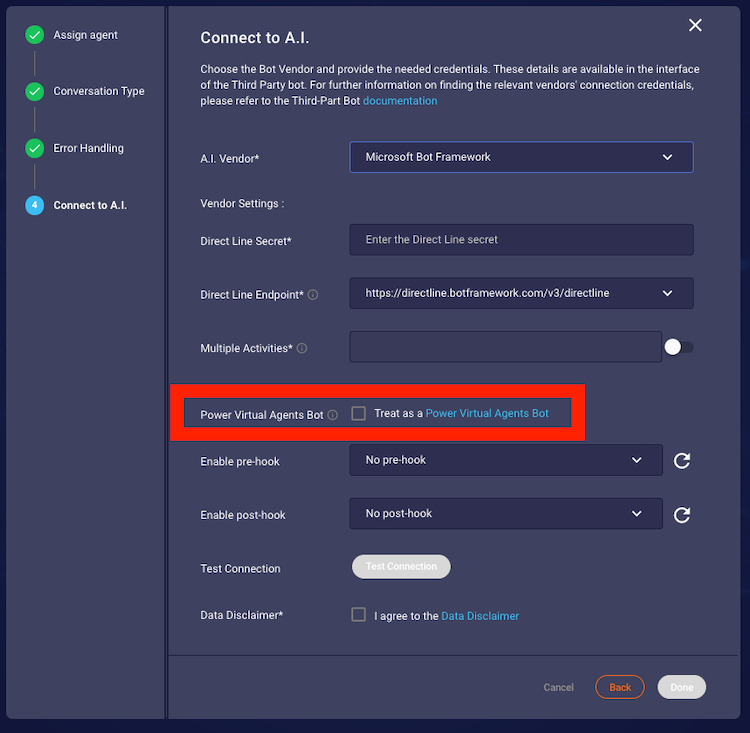 Assign agent
Conversation Type
Error Handling
4 Connect to A.I.
Connect to A.I.
Choose the Bot Vendor and provide the needed credentials. These details are available in the interface
of the Third Party bot. For further information on finding the relevant vendors' connection credentials,
please refer to the Third-Part Bot documentation
A.I. Vendor* Microsoft Bot Framework
Vendor Settings :
Direct Line Secret* Enter the Direct Line secret
Direct Line Endpoint* https://directline.botframework.com/v3/directline
Multiple Activities*
Power Virtual Agents Bot Treat as a Power Virtual Agents Bot
Enable pre-hook No pre-hook
Enable post-hook No post-hook
Test Connection Test Connection
Data Disclaimer* I agree to the Data Disclaimer
Cancel Back Done